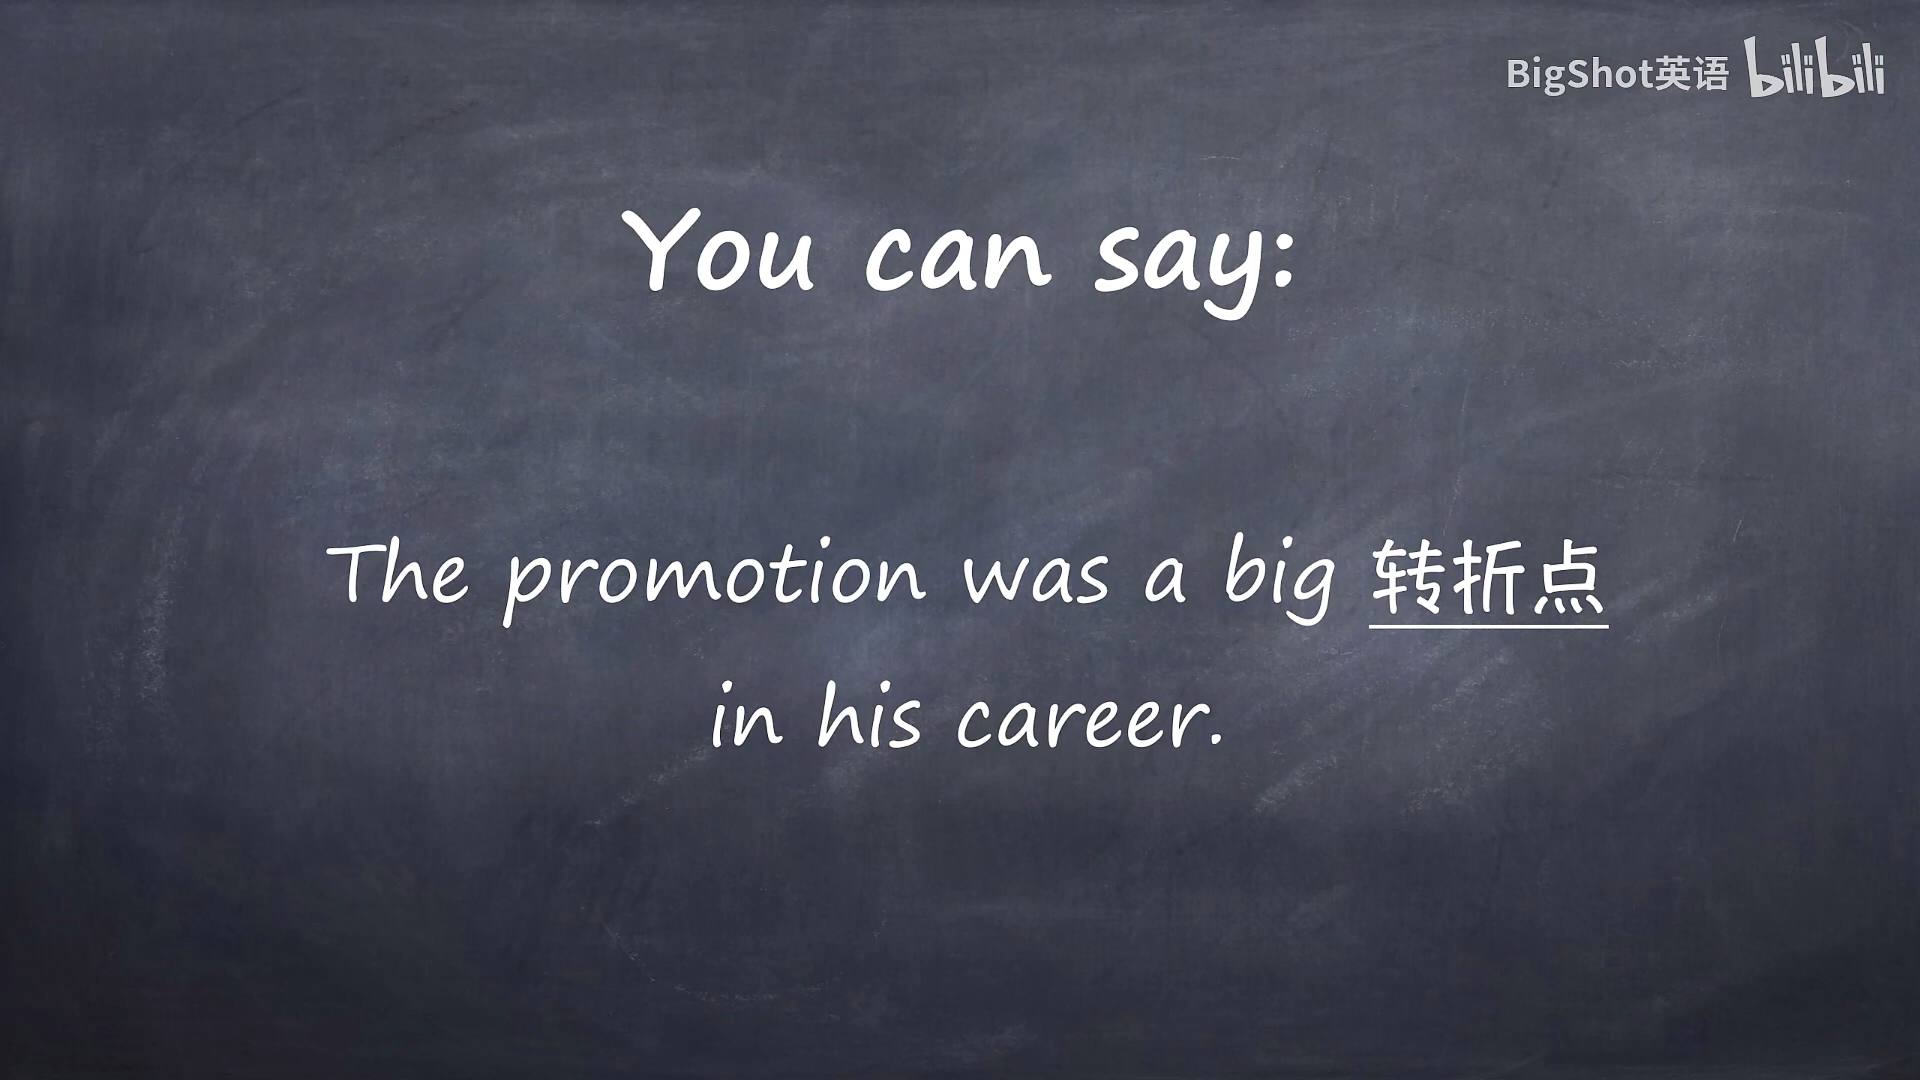 BigShot英语 bilibili
You can say:
The promotion was a big 转折点
in his career.